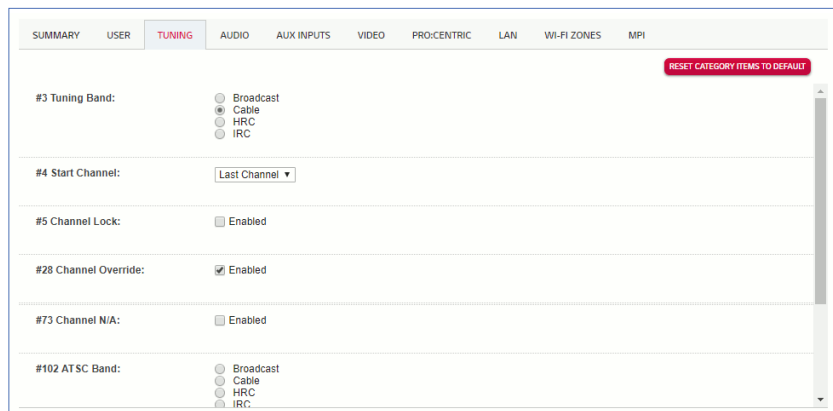 SUMMARY USER TUNING AUDIO AUX INPUTS VIDEO PRO:CENTRIC LAN WI-FI ZONES MPI
RESET CATEGORY ITEMS TO DEFAULT
#3 Tuning Band:
Broadcast
Cable
HRC
IRC
#4 Start Channel:
Last Channel
#5 Channel Lock:
Enabled
#28 Channel Override:
Enabled
#73 Channel N/A:
Enabled
#102 ATSC Band:
Broadcast
Cable
HRC
IRC